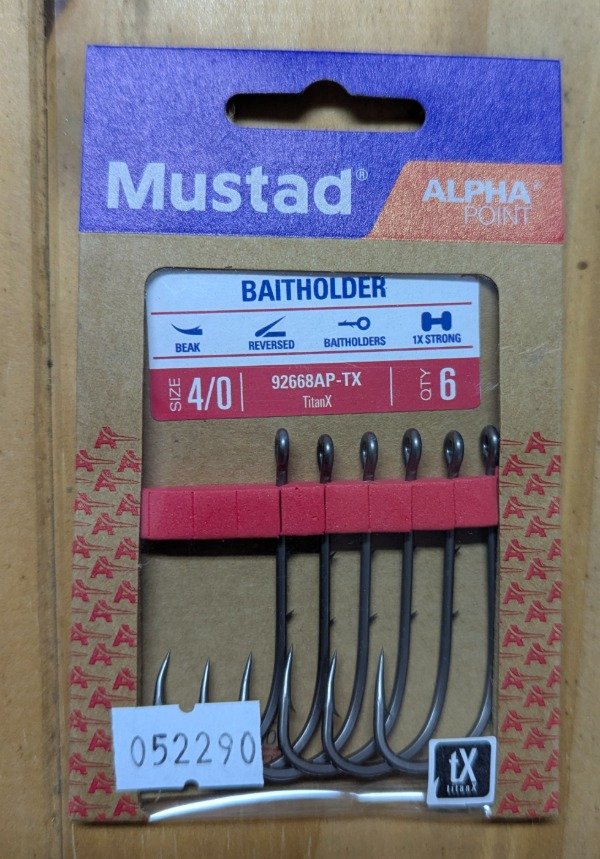 Mustad®
ALPHA®
POINT
BAITHOLDER
BEAK
REVERSED
BAITHOLDERS
1X STRONG
SIZE 4/0
92668AP-TX
TitanX
QTY 6
052290
tX
titanX